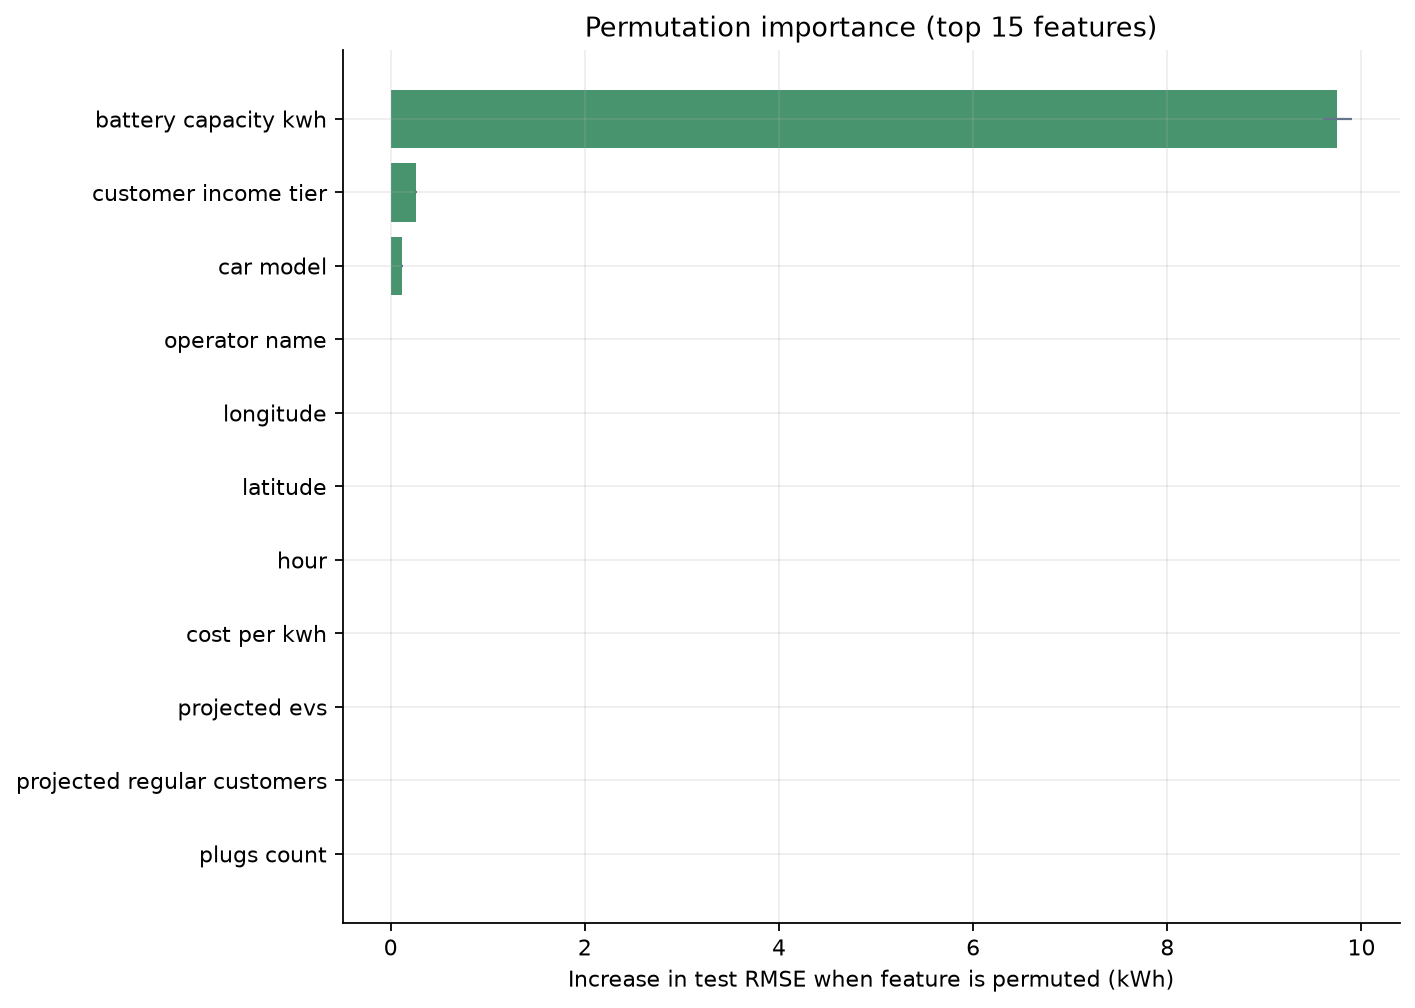 Permutation importance (top 15 features)
battery capacity kwh
customer income tier
car model
operator name
longitude
latitude
hour
cost per kwh
projected evs
projected regular customers
plugs count
0 2 4 6 8 10
Increase in test RMSE when feature is permuted (kWh)